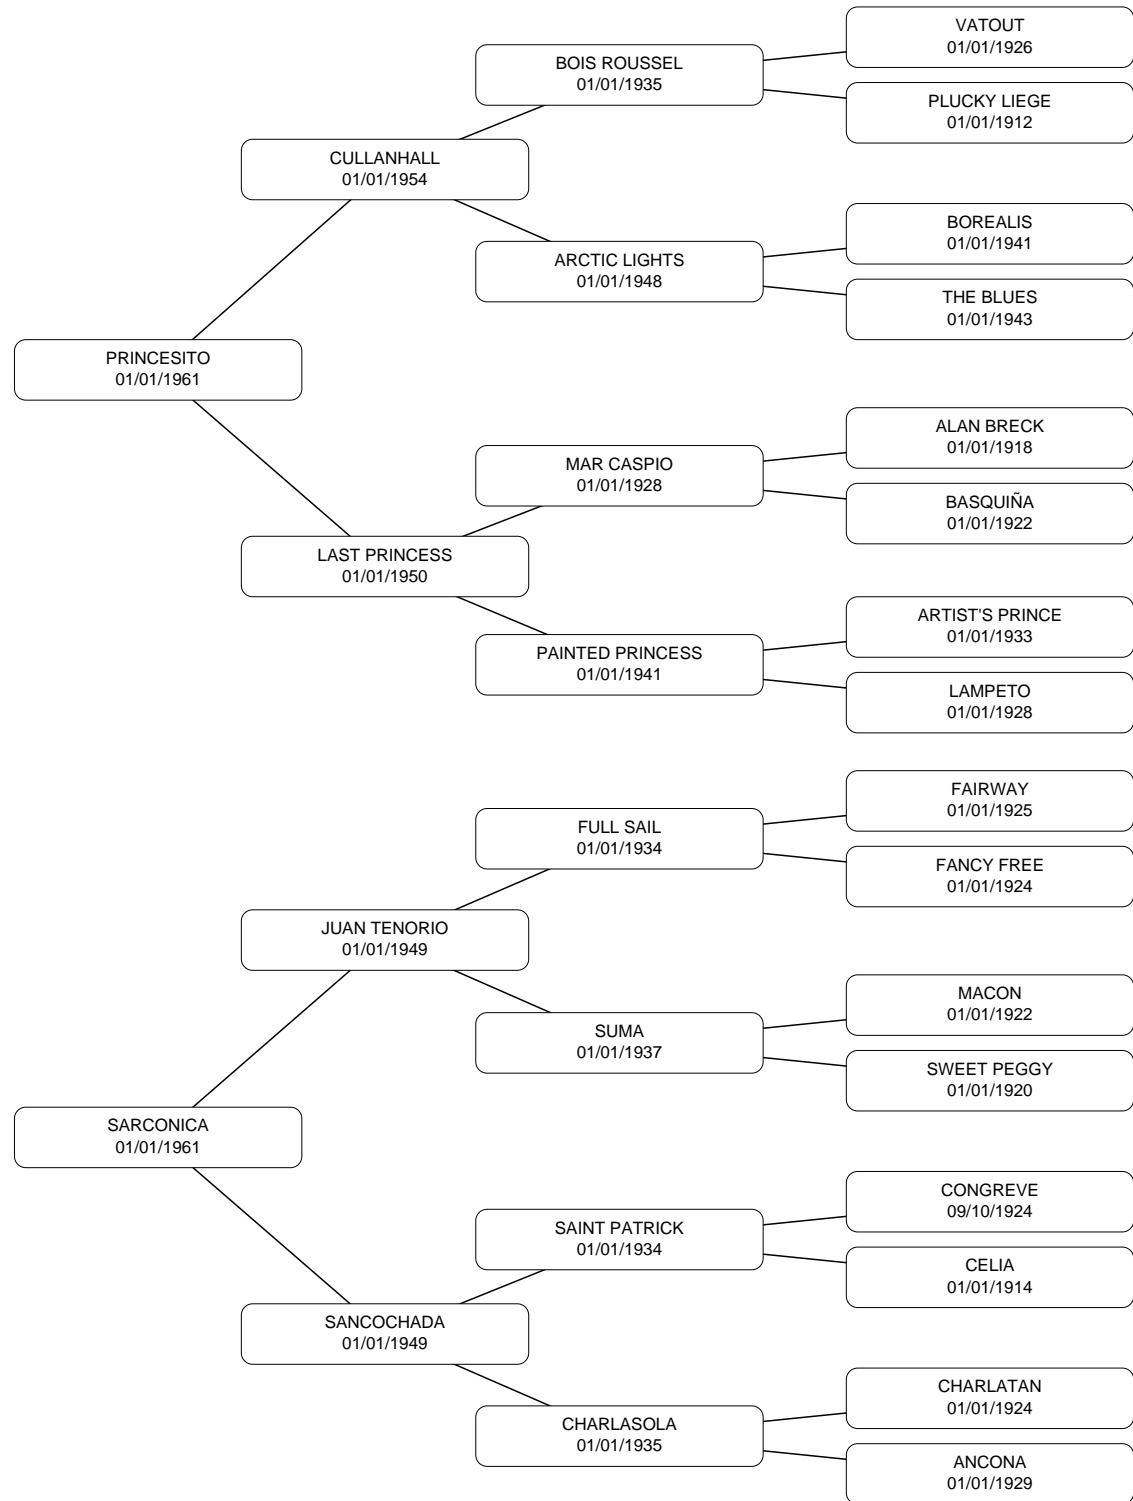 VATOUT
01/01/1926
BOIS ROUSSEL
01/01/1935
PLUCKY LIEGE
01/01/1912
CULLANHALL
01/01/1954
BOREALIS
01/01/1941
ARCTIC LIGHTS
01/01/1948
THE BLUES
01/01/1943
PRINCESITO
01/01/1961
ALAN BRECK
01/01/1918
MAR CASPIO
01/01/1928
BASQUIÑA
01/01/1922
LAST PRINCESS
01/01/1950
ARTIST'S PRINCE
01/01/1933
PAINTED PRINCESS
01/01/1941
LAMPETO
01/01/1928
FAIRWAY
01/01/1925
FULL SAIL
01/01/1934
FANCY FREE
01/01/1924
JUAN TENORIO
01/01/1949
MACON
01/01/1922
SUMA
01/01/1937
SWEET PEGGY
01/01/1920
SARCONICA
01/01/1961
CONGREVE
09/10/1924
SAINT PATRICK
01/01/1934
CELIA
01/01/1914
SANCOCHADA
01/01/1949
CHARLATAN
01/01/1924
CHARLASOLA
01/01/1935
ANCONA
01/01/1929